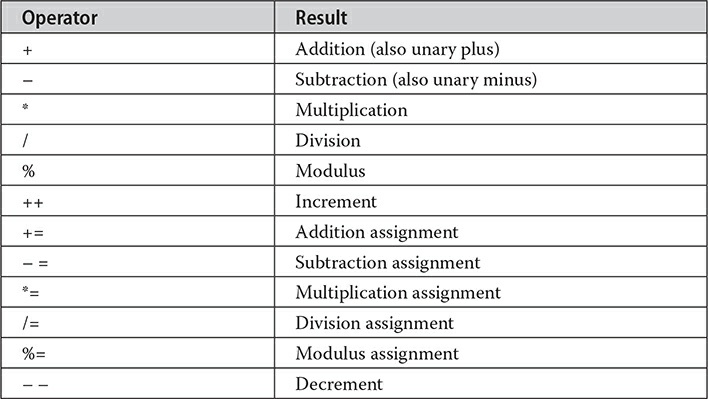 Operator Result
+ Addition (also unary plus)
– Subtraction (also unary minus)
* Multiplication
/ Division
% Modulus
++ Increment
+= Addition assignment
– = Subtraction assignment
*= Multiplication assignment
/= Division assignment
%= Modulus assignment
– – Decrement